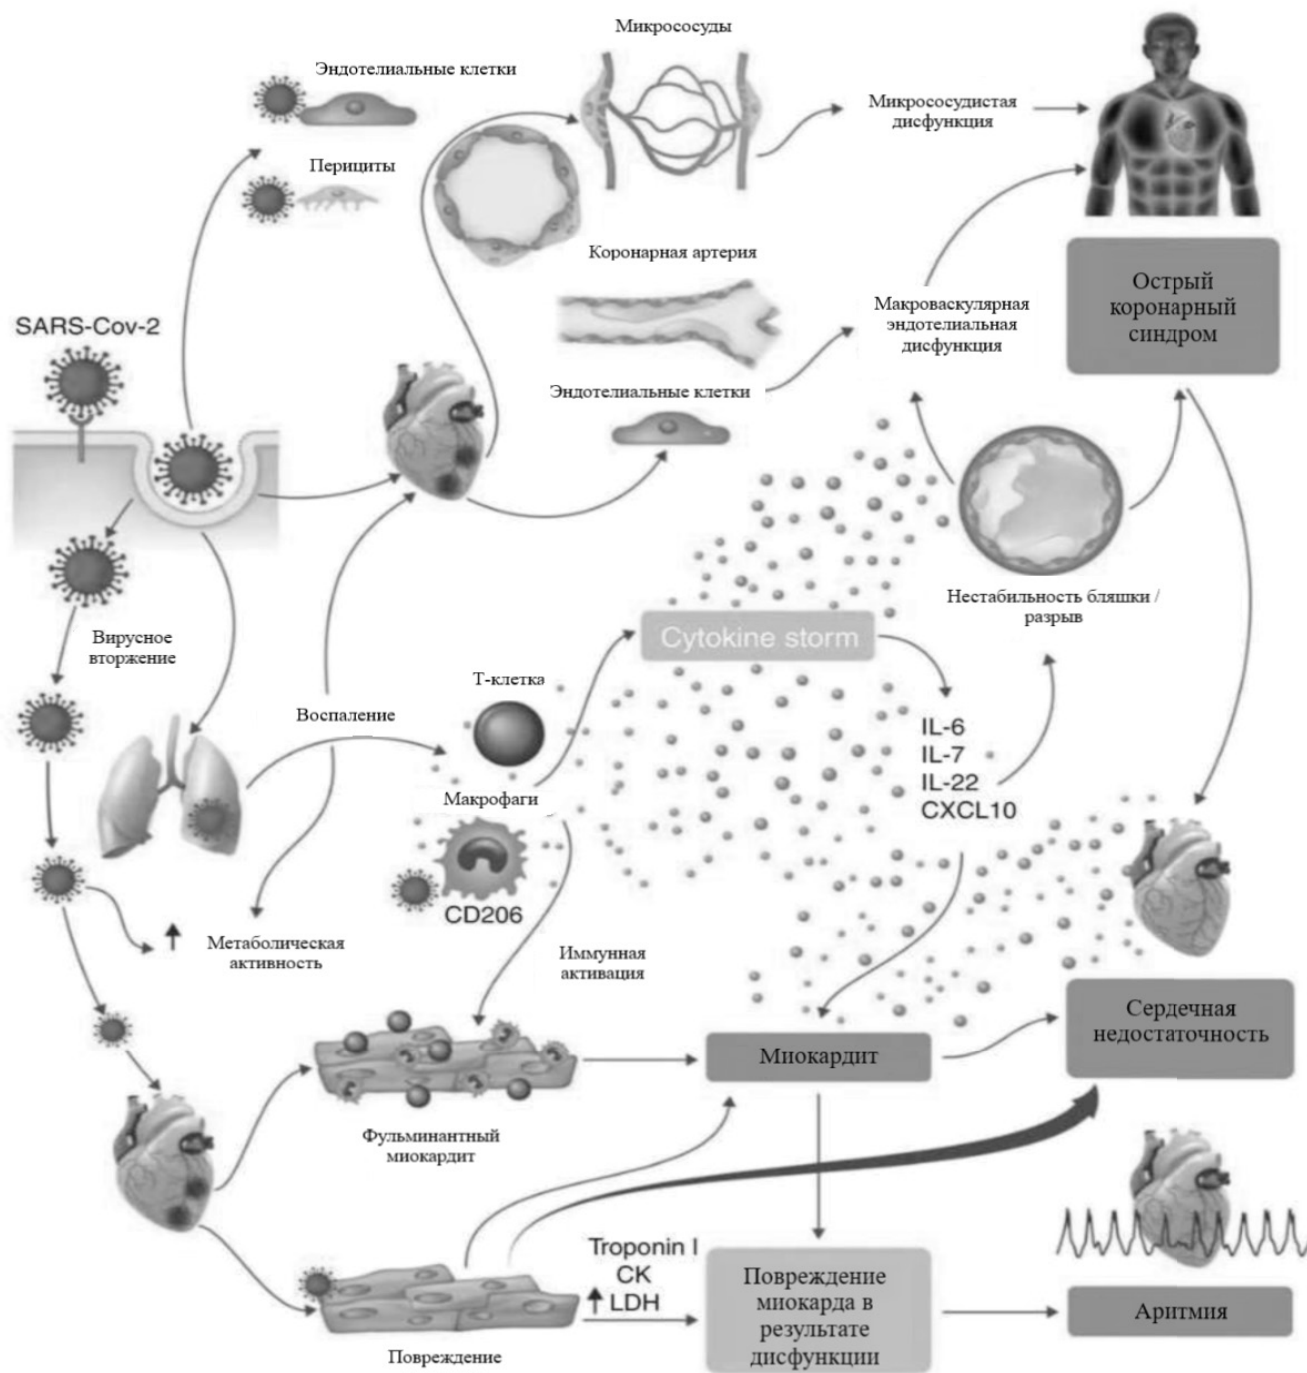 Микрососуды
Эндотелиальные клетки
Микрососудистая
дисфункция
Перициты
Коронарная артерия
Острый
коронарный
синдром
Макроваскулярная
эндотелиальная
дисфункция
SARS-Cov-2
Эндотелиальные клетки
Нестабильность бляшки /
разрыв
Вирусное
вторжение
Cytokine storm
Т-клетка
Воспаление
IL-6
IL-7
IL-22
CXCL10
Макрофаги
CD206
Метаболическая
активность
Иммунная
активация
Сердечная
недостаточность
Миокардит
Фульминантный
миокардит
Troponin I
CK
LDH
Повреждение
миокарда в
результате
дисфункции
Аритмия
Повреждение